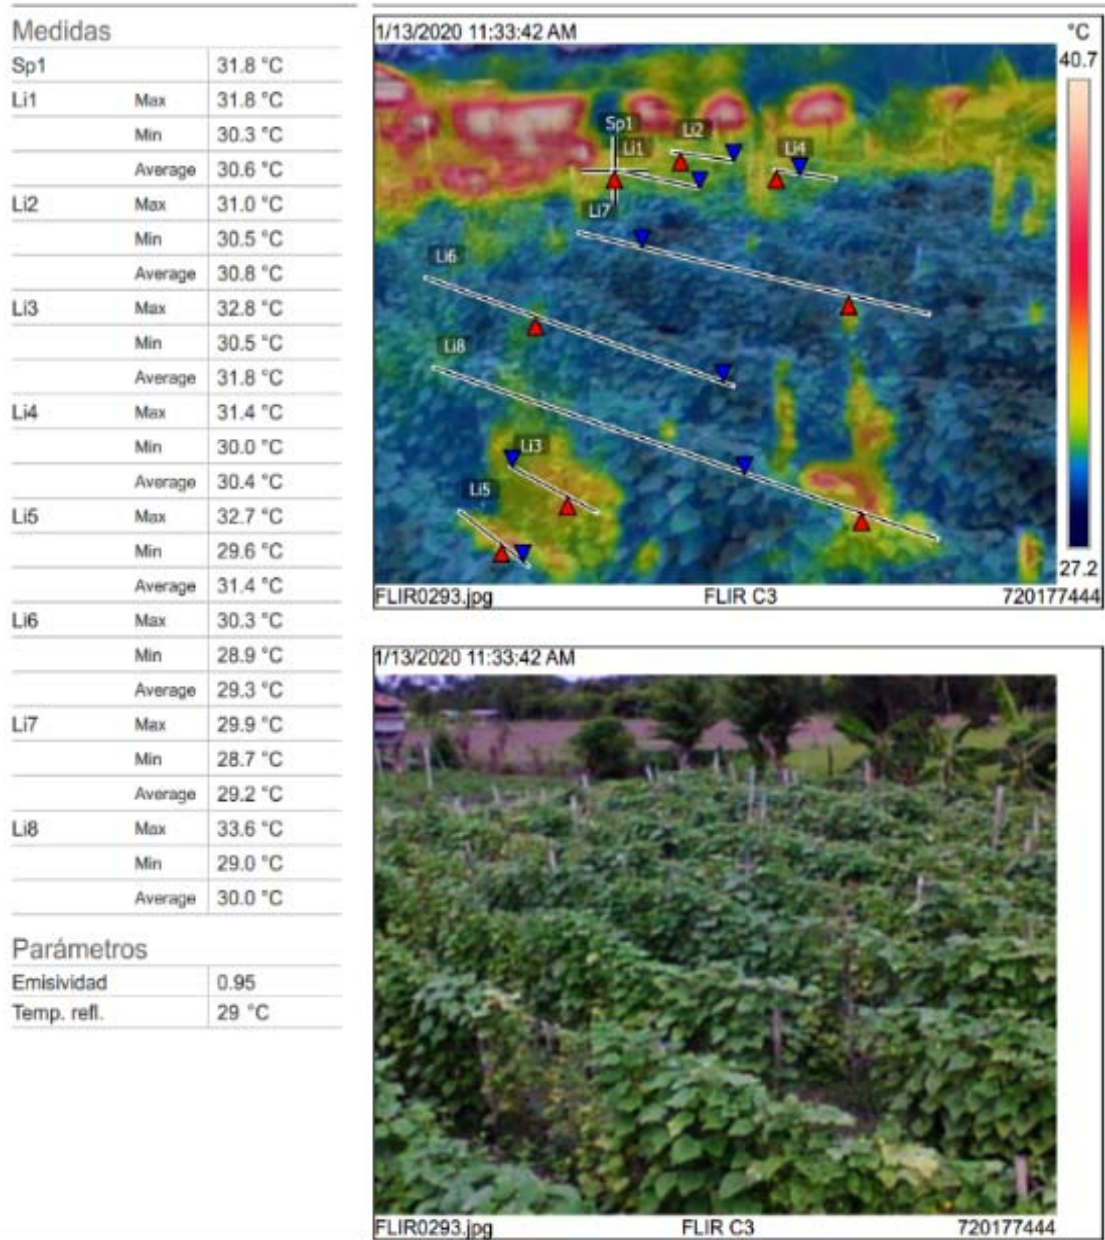 Medidas
Sp1 31.8 °C
Li1 Max 31.8 °C
Min 30.3 °C
Average 30.6 °C
Li2 Max 31.0 °C
Min 30.5 °C
Average 30.8 °C
Li3 Max 32.8 °C
Min 30.5 °C
Average 31.8 °C
Li4 Max 31.4 °C
Min 30.0 °C
Average 30.4 °C
Li5 Max 32.7 °C
Min 29.6 °C
Average 31.4 °C
Li6 Max 30.3 °C
Min 28.9 °C
Average 29.3 °C
Li7 Max 29.9 °C
Min 28.7 °C
Average 29.2 °C
Li8 Max 33.6 °C
Min 29.0 °C
Average 30.0 °C
Parámetros
Emisividad 0.95
Temp. refl. 29 °C
1/13/2020 11:33:42 AM °C
40.7
Sp1
Li1
Li2
Li4
Li7
Li6
Li8
Li3
Li5
27.2
FLIR0293.jpg FLIR C3 720177444
1/13/2020 11:33:42 AM
FLIR0293.jpg FLIR C3 720177444